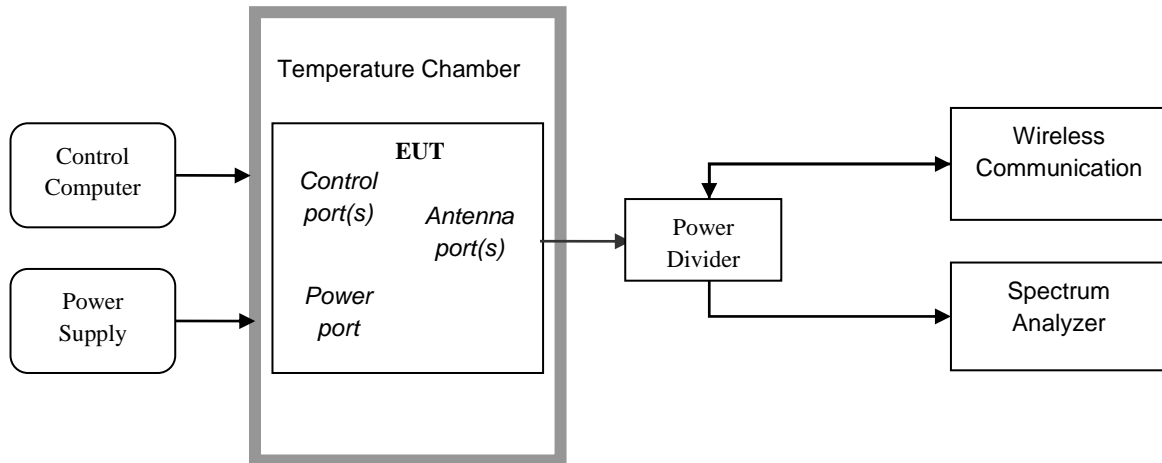 Temperature Chamber
Control
Computer
Power
Supply
EUT
Control
port(s)
Antenna
port(s)
Power
port
Power
Divider
Wireless
Communication
Spectrum
Analyzer